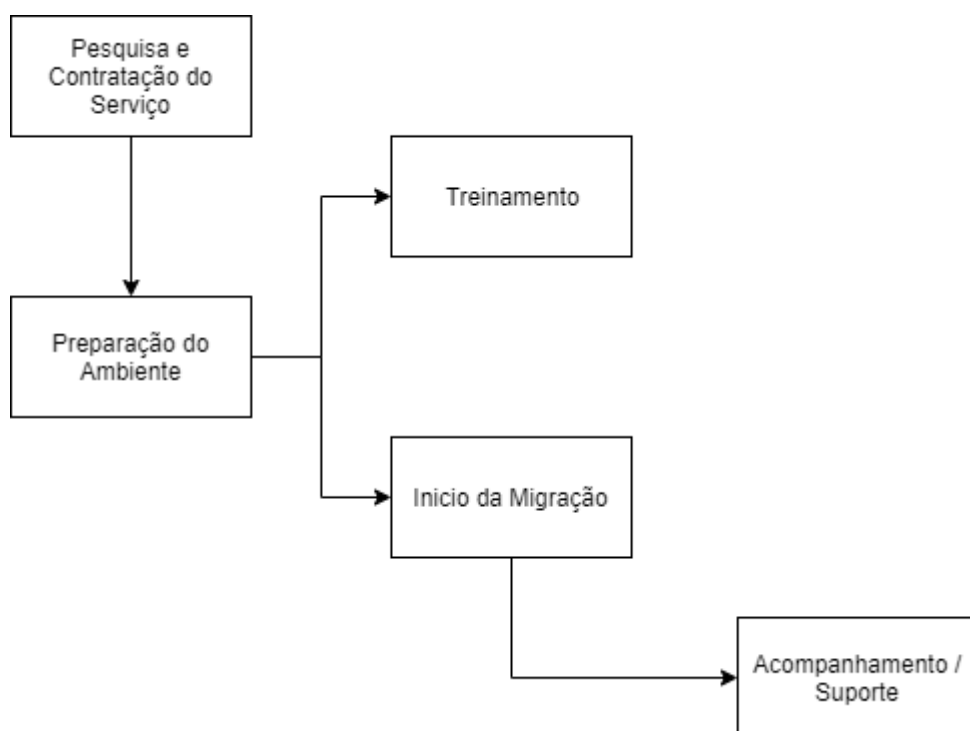 Pesquisa e
Contratação do
Serviço
Treinamento
Preparação do
Ambiente
Inicio da Migração
Acompanhamento /
Suporte